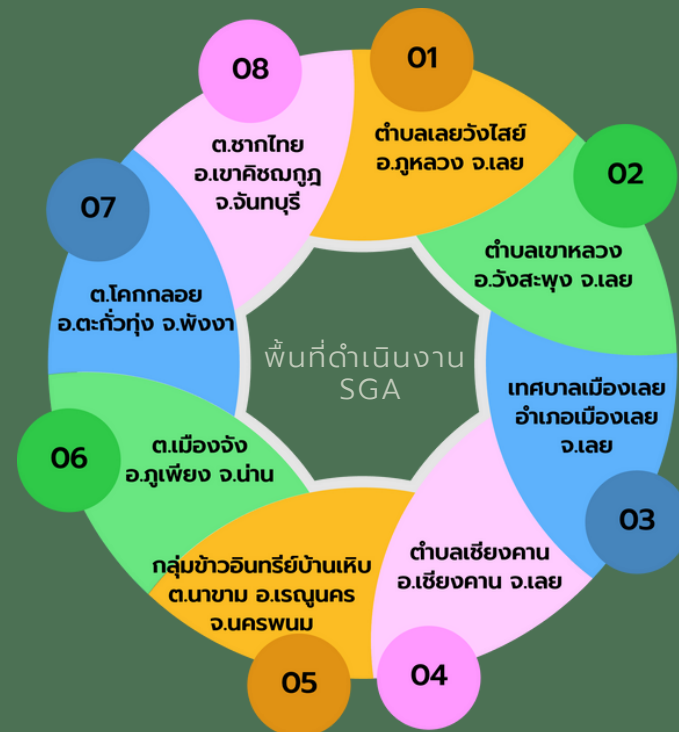 01
ตำบลเลยวังไสย์
อ.ภูหลวง จ.เลย
02
ตำบลเขาหลวง
อ.วังสะพุง จ.เลย
เทศบาลเมืองเลย
อำเภอเมืองเลย
จ.เลย
03
ตำบลเชียงคาน
อ.เชียงคาน จ.เลย
04
กลุ่มข้าวอินทรีย์บ้านเหิบ
ต.นาขาม อ.เรณูนคร
จ.นครพนม
05
06
ต.เมืองจัง
อ.ภูเพียง จ.น่าน
07
ต.โคกกลอย
อ.ตะกั่วทุ่ง จ.พังงา
08
ต.ชากไทย
อ.เขาคิชฌกูฏ
จ.จันทบุรี
พื้นที่ดำเนินงาน
SGA